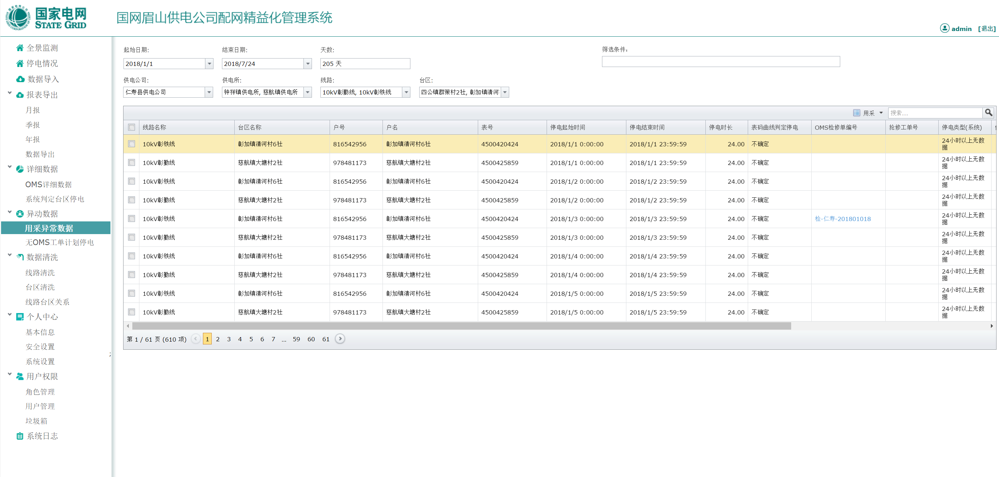 国家电网
STATE GRID
国网眉山供电公司配网精益化管理系统
admin [退出]
全景监测
停电情况
数据导入
报表导出
月报
季报
年报
数据导出
详细数据
OMS详细数据
系统判定台区停电
异动数据
用采异常数据
无OMS工单计划停电
数据清洗
线路清洗
台区清洗
线路台区关系
个人中心
基本信息
安全设置
系统设置
用户权限
角色管理
用户管理
垃圾箱
系统日志
;
起始日期: 结束日期: 天数: 筛选条件:
2018/1/1 2018/7/24 205 天
供电公司: 供电所: 线路: 台区:
仁寿县供电公司 钟祥镇供电所, 慈航镇供电所 10kV彰勤线, 10kV彰铁线 四公镇群策村2社, 彰加镇清河
用采 搜索...
线路名称 台区名称 户号 户名 表号 停电起始时间 停电结束时间 停电时长 表码曲线判定停电 OMS检修单编号 抢修工单号 停电类型(系统)
10kV彰铁线 彰加镇清河村6社 816542956 彰加镇清河村6社 4500420424 2018/1/1 0:00:00 2018/1/1 23:59:59 24.00 不确定 24小时以上无数
据
10kV彰勤线 慈航镇大塘村2社 978481173 慈航镇大塘村2社 4500425859 2018/1/1 0:00:00 2018/1/1 23:59:59 24.00 不确定 24小时以上无数
据
10kV彰铁线 彰加镇清河村6社 816542956 彰加镇清河村6社 4500420424 2018/1/2 0:00:00 2018/1/2 23:59:59 24.00 不确定 24小时以上无数
据
10kV彰勤线 慈航镇大塘村2社 978481173 慈航镇大塘村2社 4500425859 2018/1/2 0:00:00 2018/1/2 23:59:59 24.00 不确定 24小时以上无数
据
10kV彰铁线 彰加镇清河村6社 816542956 彰加镇清河村6社 4500420424 2018/1/3 0:00:00 2018/1/3 23:59:59 24.00 不确定 检-仁寿-201801018 24小时以上无数
据
10kV彰勤线 慈航镇大塘村2社 978481173 慈航镇大塘村2社 4500425859 2018/1/3 0:00:00 2018/1/3 23:59:59 24.00 不确定 24小时以上无数
据
10kV彰铁线 彰加镇清河村6社 816542956 彰加镇清河村6社 4500420424 2018/1/4 0:00:00 2018/1/4 23:59:59 24.00 不确定 24小时以上无数
据
10kV彰勤线 慈航镇大塘村2社 978481173 慈航镇大塘村2社 4500425859 2018/1/4 0:00:00 2018/1/4 23:59:59 24.00 不确定 24小时以上无数
据
10kV彰铁线 彰加镇清河村6社 816542956 彰加镇清河村6社 4500420424 2018/1/5 0:00:00 2018/1/5 23:59:59 24.00 不确定 24小时以上无数
据
10kV彰勤线 慈航镇大塘村2社 978481173 慈航镇大塘村2社 4500425859 2018/1/5 0:00:00 2018/1/5 23:59:59 24.00 不确定 24小时以上无数
据
第 1 / 61 页 (610 项) 1 2 3 4 5 6 7 … 59 60 61